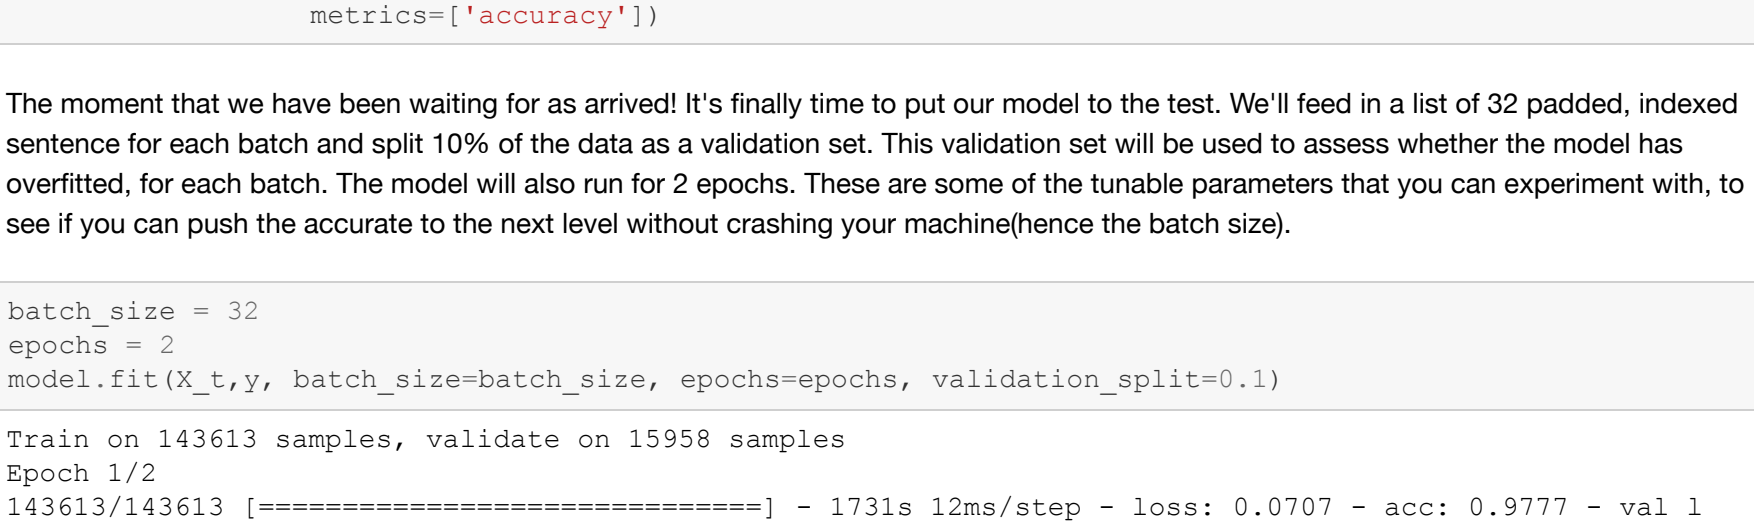 metrics=['accuracy'])
The moment that we have been waiting for as arrived! It's finally time to put our model to the test. We'll feed in a list of 32 padded, indexed
sentence for each batch and split 10% of the data as a validation set. This validation set will be used to assess whether the model has
overfitted, for each batch. The model will also run for 2 epochs. These are some of the tunable parameters that you can experiment with, to
see if you can push the accurate to the next level without crashing your machine(hence the batch size).
batch_size = 32
epochs = 2
model.fit(X_t,y, batch_size=batch_size, epochs=epochs, validation_split=0.1)
Train on 143613 samples, validate on 15958 samples
Epoch 1/2
143613/143613 [==============================] - 1731s 12ms/step - loss: 0.0707 - acc: 0.9777 - val l